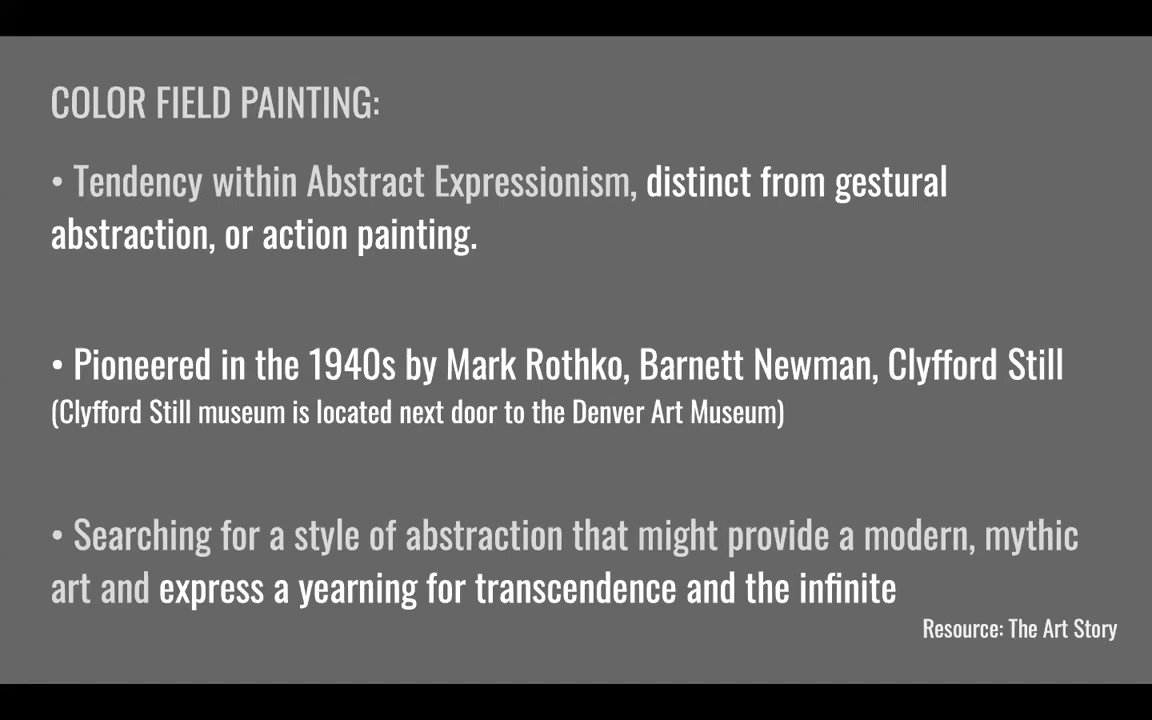 COLOR FIELD PAINTING:
• Tendency within Abstract Expressionism, distinct from gestural
abstraction, or action painting.
• Pioneered in the 1940s by Mark Rothko, Barnett Newman, Clyfford Still
(Clyfford Still museum is located next door to the Denver Art Museum)
• Searching for a style of abstraction that might provide a modern, mythic
art and express a yearning for transcendence and the infinite
Resource: The Art Story